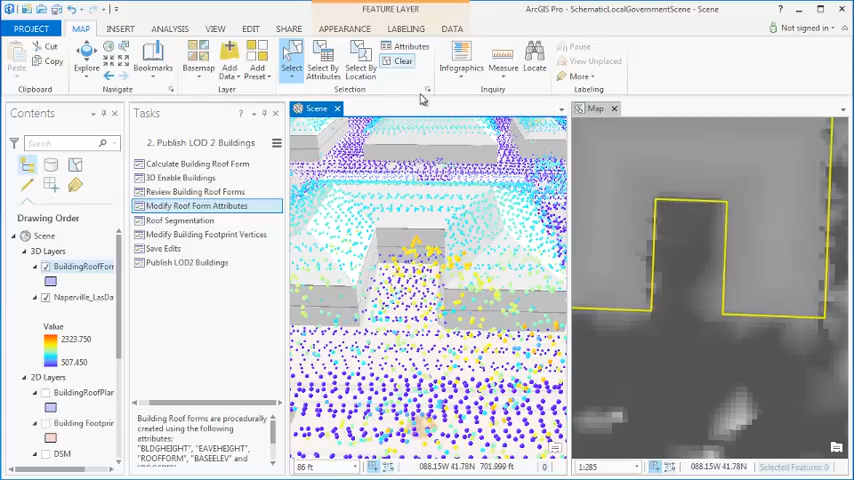 FEATURE LAYER
ArcGIS Pro - SchematicLocalGovernmentScene - Scene
PROJECT MAP INSERT ANALYSIS VIEW EDIT SHARE APPEARANCE LABELING DATA
Not signed in
Paste
Cut
Copy
Clipboard
Explore
Bookmarks
Navigate
Basemap
Add Data
Add Preset
Layer
Select
Select By Attributes
Select By Location
Attributes
Clear
Selection
Infographics
Measure
Locate
Inquiry
Pause
View Unplaced
More
Labeling
Contents
Search
Drawing Order
Scene
3D Layers
BuildingRoofForm
Naperville_LasDa
Value
2323.750
507.450
2D Layers
BuildingRoofPlan
Building Footprint
DSM
Tasks
2. Publish LOD 2 Buildings
Calculate Building Roof Form
3D Enable Buildings
Review Building Roof Forms
Modify Roof Form Attributes
Roof Segmentation
Modify Building Footprint Vertices
Save Edits
Publish LOD2 Buildings
Building Roof forms are
procedurally
created using the
following
attributes:
"BLDGHEIGHT",
"EAVEHEIGHT",
"ROOFFORM",
"BASEELEV" and
Scene
86 ft
088.15W 41.78N
701.999 ft
0
Map
1:285
088.15W 41.78N
Selected Features: 0